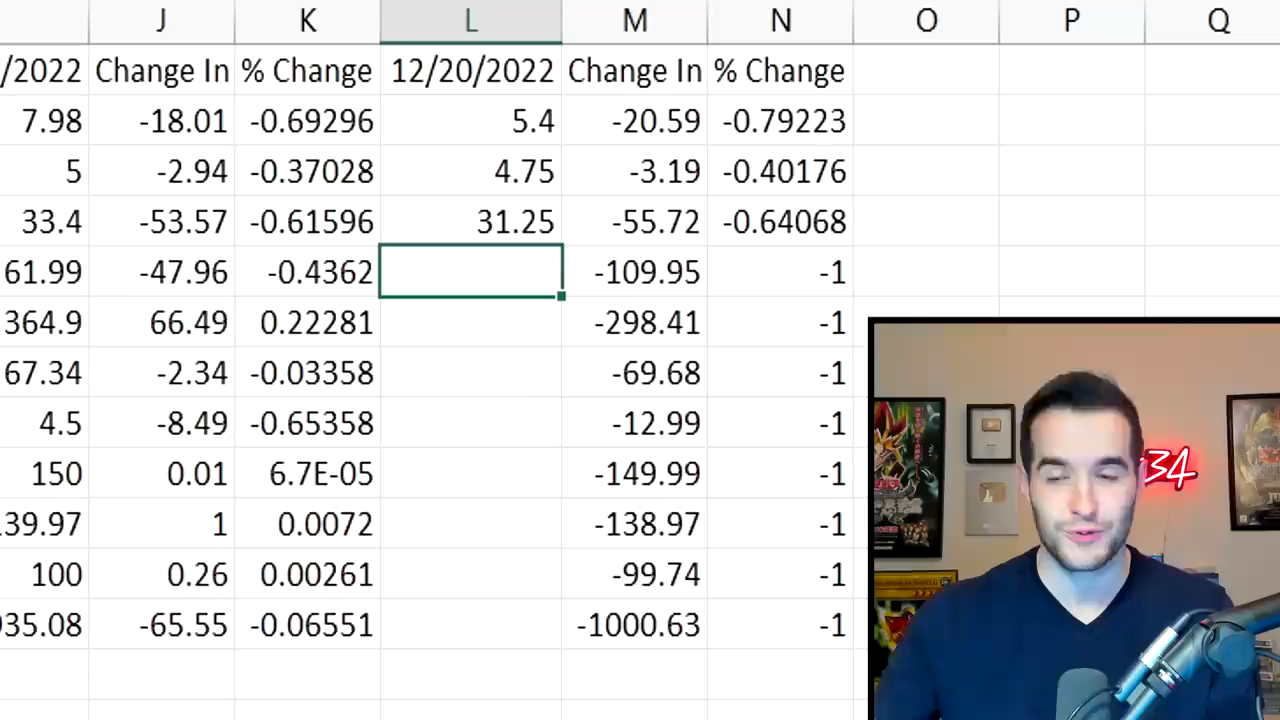 J K L M N O P Q
/2022 Change In % Change 12/20/2022 Change In % Change
7.98 -18.01 -0.69296 5.4 -20.59 -0.79223
5 -2.94 -0.37028 4.75 -3.19 -0.40176
33.4 -53.57 -0.61596 31.25 -55.72 -0.64068
61.99 -47.96 -0.4362 -109.95 -1
364.9 66.49 0.22281 -298.41 -1
67.34 -2.34 -0.03358 -69.68 -1
4.5 -8.49 -0.65358 -12.99 -1
150 0.01 6.7E-05 -149.99 -1
39.97 1 0.0072 -138.97 -1
100 0.26 0.00261 -99.74 -1
935.08 -65.55 -0.06551 -1000.63 -1
34